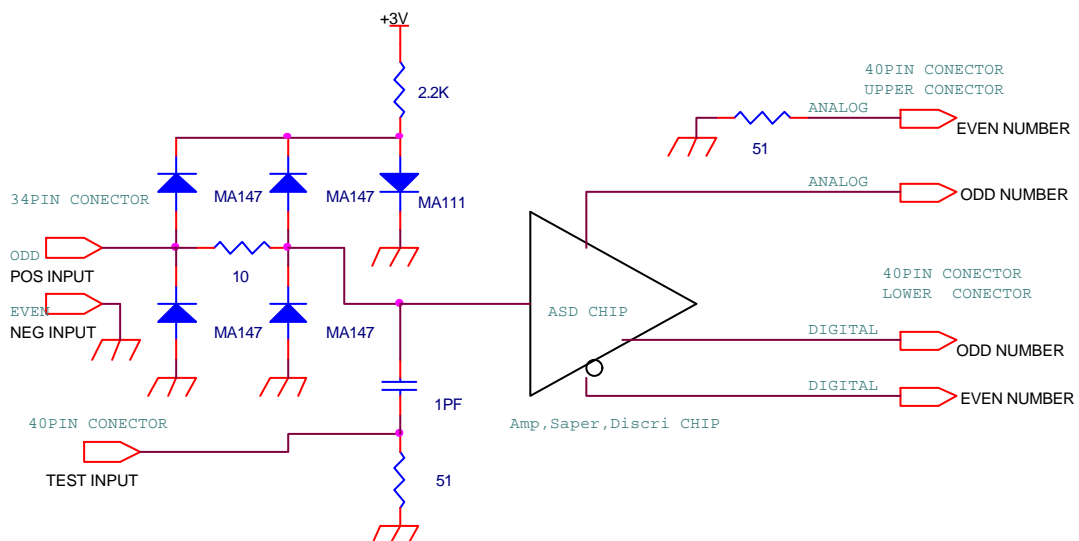 +3V
2.2K
40PIN CONECTOR
UPPER CONECTOR
ANALOG
EVEN NUMBER
51
34PIN CONECTOR
MA147
MA147
MA111
ANALOG
ODD NUMBER
ODD
POS INPUT
10
EVEN
NEG INPUT
MA147
MA147
ASD CHIP
40PIN CONECTOR
LOWER CONECTOR
DIGITAL
ODD NUMBER
DIGITAL
EVEN NUMBER
1PF
Amp,Saper,Discri CHIP
40PIN CONECTOR
TEST INPUT
51